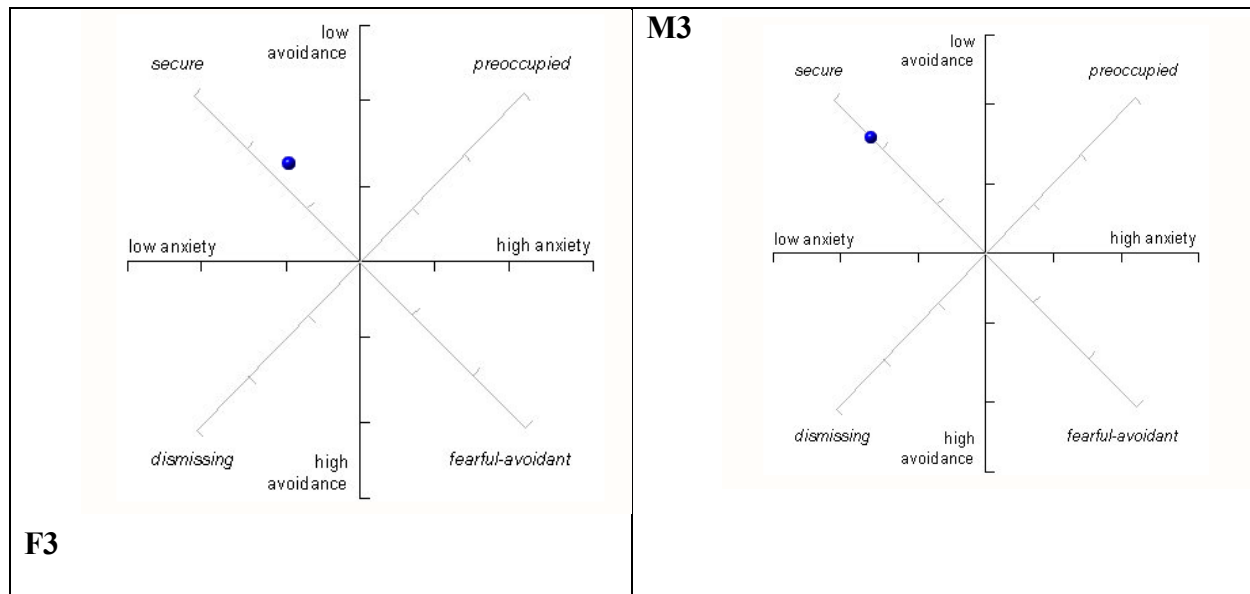 low
avoidance
secure
preoccupied
low anxiety
high anxiety
dismissing
high
avoidance
fearful-avoidant
F3
M3
low
avoidance
secure
preoccupied
low anxiety
high anxiety
dismissing
high
avoidance
fearful-avoidant